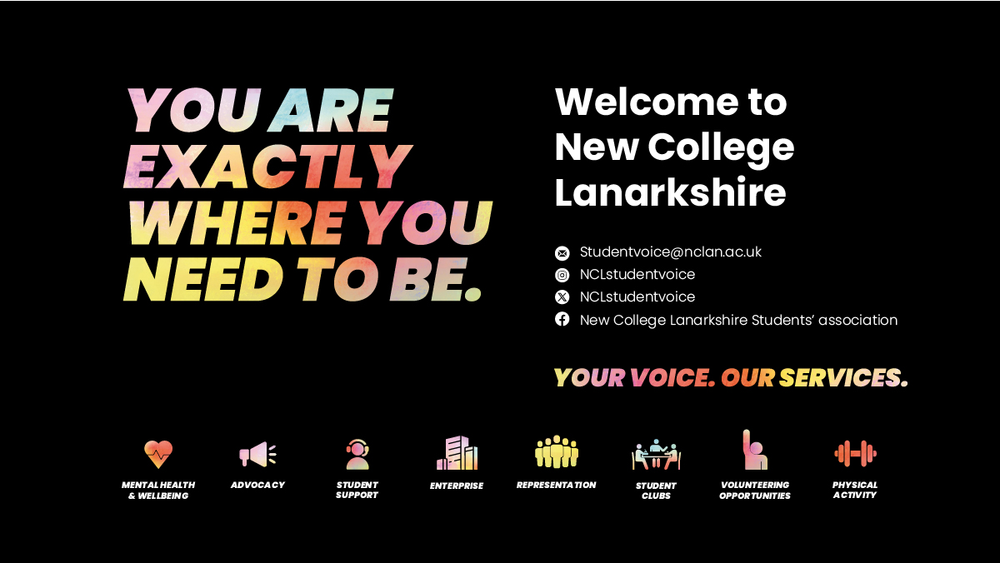 YOU ARE
EXACTLY
WHERE YOU
NEED TO BE.
Welcome to
New College
Lanarkshire
Studentvoice@nclan.ac.uk
NCLstudentvoice
NCLstudentvoice
New College Lanarkshire Students’ association
YOUR VOICE. OUR SERVICES.
MENTAL HEALTH
& WELLBEING
ADVOCACY
STUDENT
SUPPORT
ENTERPRISE
REPRESENTATION
STUDENT
CLUBS
VOLUNTEERING
OPPORTUNITIES
PHYSICAL
ACTIVITY